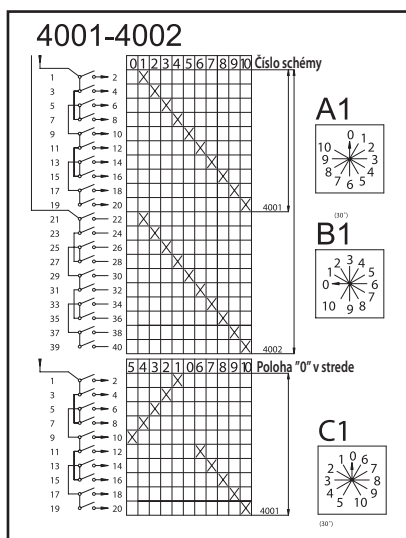 4001-4002
0 1 2 3 4 5 6 7 8 9 10 Číslo schémy
1 2 X
3 4 X
5 6 X
7 8 X
9 10 X
11 12 X
13 14 X
15 16 X
17 18 X
19 20 X
4001
21 22 X
23 24 X
25 26 X
27 28 X
29 30 X
31 32 X
33 34 X
35 36 X
37 38 X
39 40 X
4002
5 4 3 2 1 0 6 7 8 9 10 Poloha "0" v strede
1 2 X
3 4 X
5 6 X
7 8 X
9 10 X
11 12 X
13 14 X
15 16 X
17 18 X
19 20 X
4001
A1
0 1
10 2
9 3
8 4
7 6 5
(30°)
B1
2 3 4
1 5
0 6
7
10 9 8
C1
1 0 6
2 7
3 8
4 9
5 10
(30°)